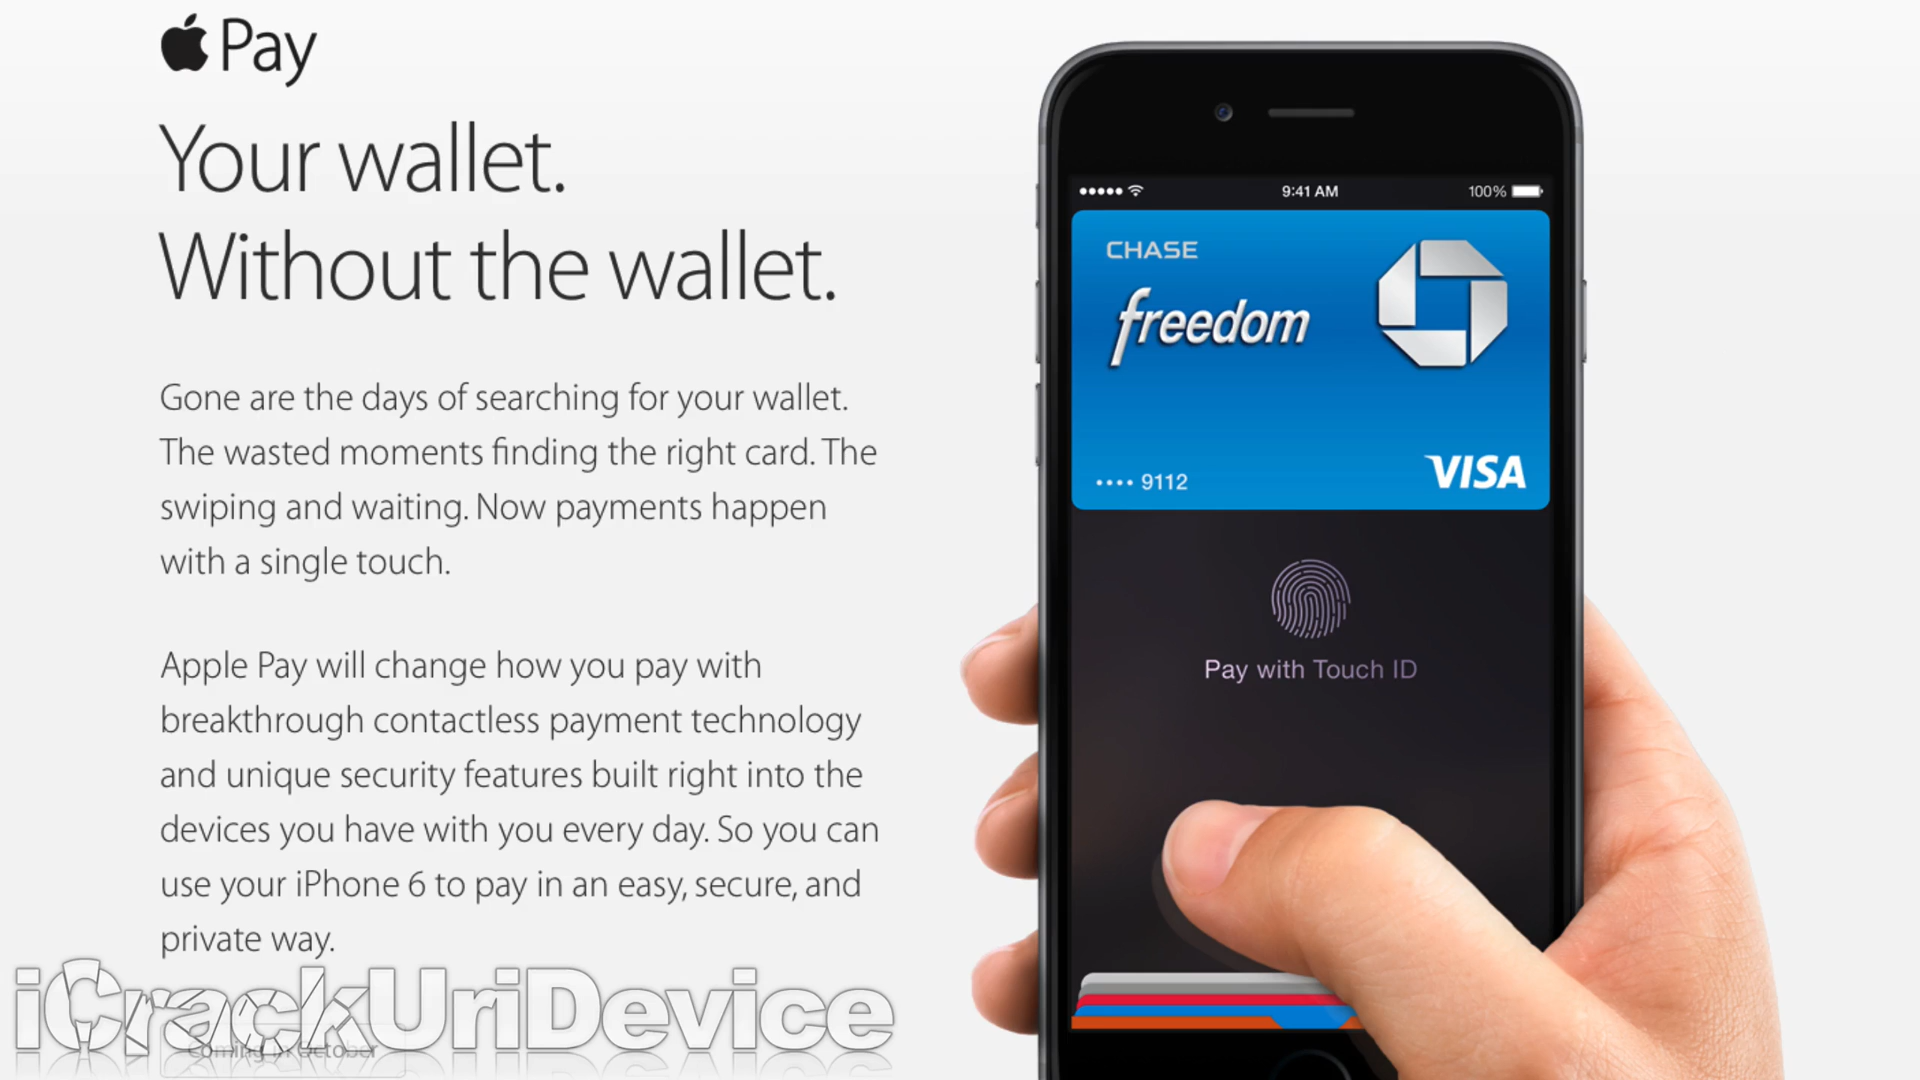 Pay
Your wallet.
Without the wallet.
Gone are the days of searching for your wallet.
The wasted moments finding the right card. The
swiping and waiting. Now payments happen
with a single touch.
Apple Pay will change how you pay with
breakthrough contactless payment technology
and unique security features built right into the
devices you have with you every day. So you can
use your iPhone 6 to pay in an easy, secure, and
private way.
iCrackUriDevice
Coming in October
9:41 AM
100%
CHASE
freedom
•••• 9112
VISA
Pay with Touch ID